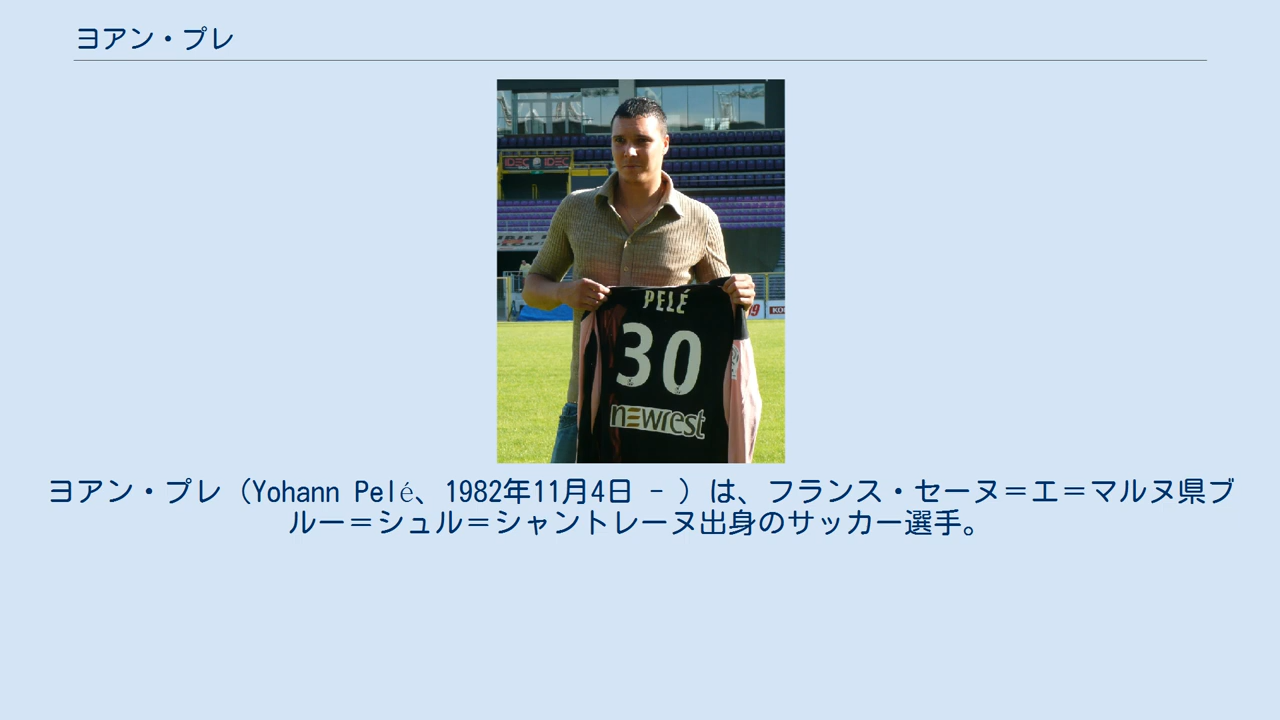 ヨアン・プレ
IDEC IDEC
PELÉ
30
newrest
ヨアン・プレ（Yohann Pelé、1982年11月4日 - ）は、フランス・セーヌ＝エ＝マルヌ県ブ
ルー＝シュル＝シャントレーヌ出身のサッカー選手。